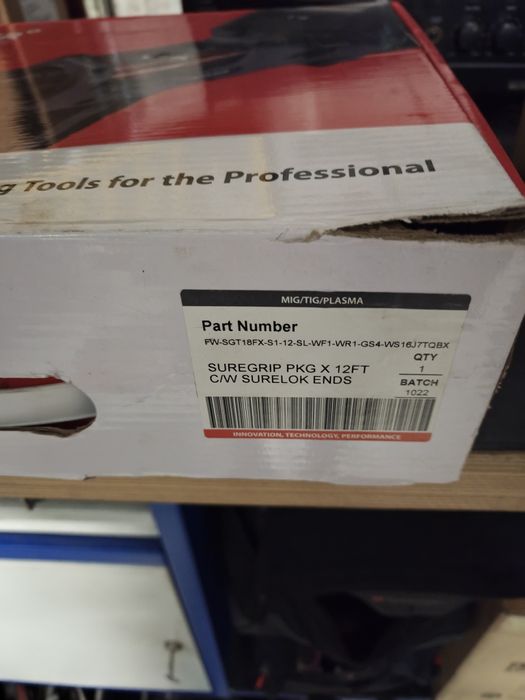 g Tools for the Professional
MIG/TIG/PLASMA
Part Number
PW-SGT18FX-S1-12-SL-WF1-WR1-GS4-WS16J7TQBX
QTY
1
SUREGRIP PKG X 12FT
C/W SURELOK ENDS
BATCH
1022
INNOVATION, TECHNOLOGY, PERFORMANCE